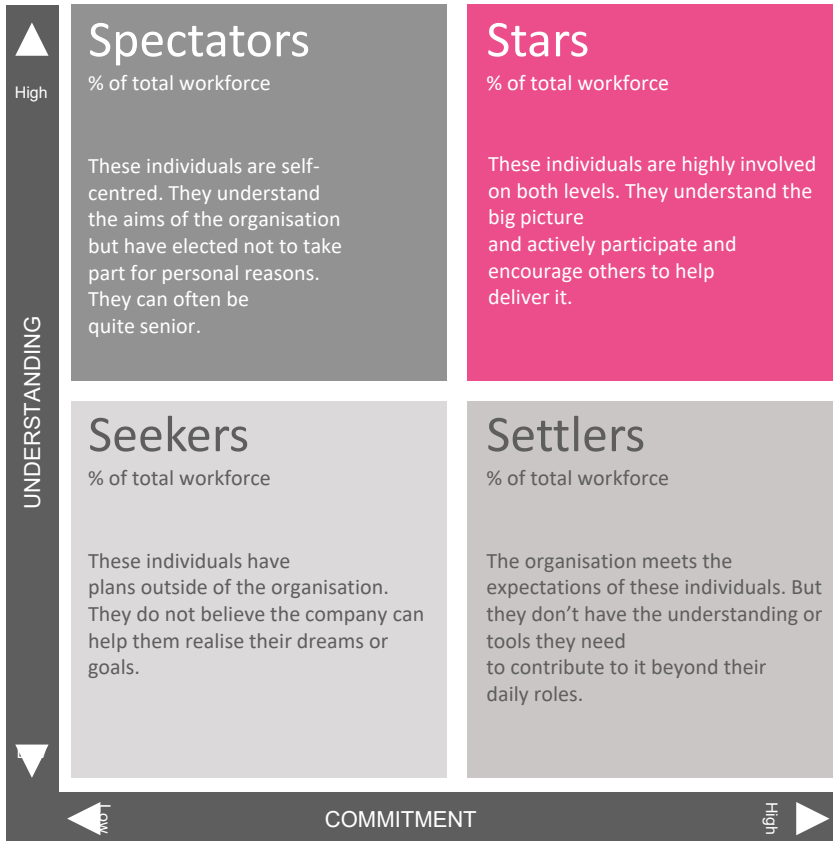 Spectators
% of total workforce
These individuals are self-
centred. They understand
the aims of the organisation
but have elected not to take
part for personal reasons.
They can often be
quite senior.
Stars
% of total workforce
These individuals are highly involved
on both levels. They understand the
big picture
and actively participate and
encourage others to help
deliver it.
High
UNDERSTANDING
Seekers
% of total workforce
These individuals have
plans outside of the organisation.
They do not believe the company can
help them realise their dreams or
goals.
Settlers
% of total workforce
The organisation meets the
expectations of these individuals. But
they don’t have the understanding or
tools they need
to contribute to it beyond their
daily roles.
Low
COMMITMENT
High